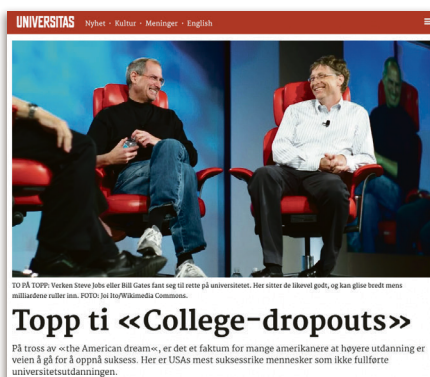 UNIVERSITAS Nyhet · Kultur · Meninger · English
TO PÅ TOPP: Verken Steve Jobs eller Bill Gates fant seg til rette på universitetet. Her sitter de likevel godt, og kan glise bredt mens
milliardene ruller inn. FOTO: Joi Ito/Wikimedia Commons.
Topp ti «College-dropouts»
På tross av «the American dream«, er det et faktum for mange amerikanere at høyere utdanning er
veien å gå for å oppnå suksess. Her er USAs mest suksessrike mennesker som ikke fullførte
universitetsutdanningen.